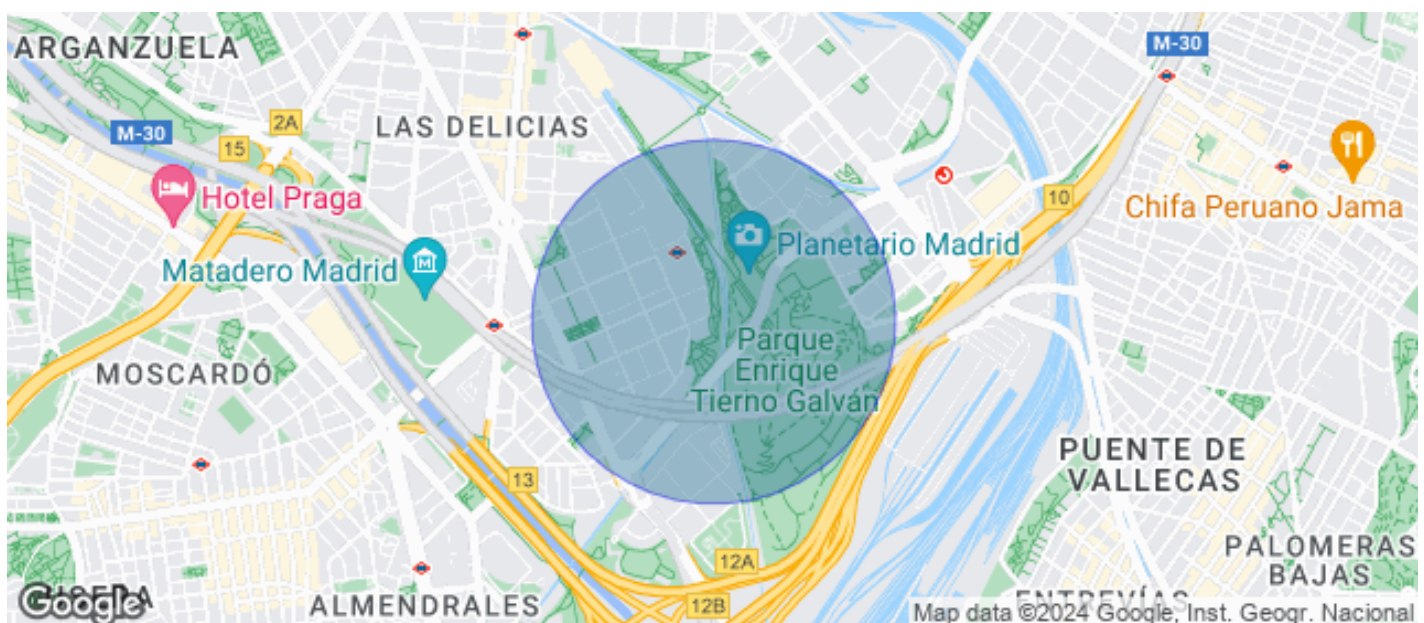 ARGANZUELA
M-30
M-30
2A
LAS DELICIAS
15
Hotel Praga
10
Chifa Peruano Jama
Planetario Madrid
Matadero Madrid
Parque
Enrique
Tierno Galván
MOSCARDÓ
PUENTE DE
VALLECAS
13
12A
PALOMERAS
BAJAS
12B
ALMENDRALES
ENTREVÍAS
Google
Map data ©2024 Google, Inst. Geogr. Nacional